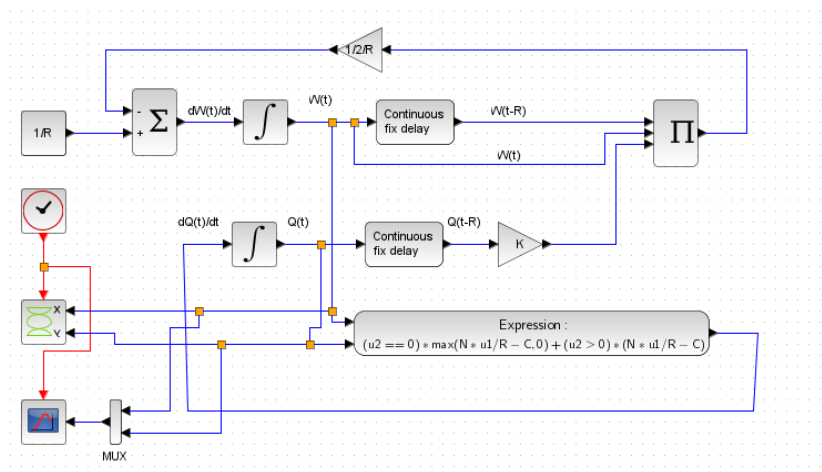 1/2/R
dW(t)/dt
W(t)
1/R
-
+
Σ
∫
Continuous
fix delay
W(t-R)
W(t)
Π
dQ(t)/dt
Q(t)
∫
Continuous
fix delay
Q(t-R)
K
X
Y
Expression :
(u2 == 0) * max(N * u1/R − C, 0) + (u2 > 0) * (N * u1/R − C)
MUX